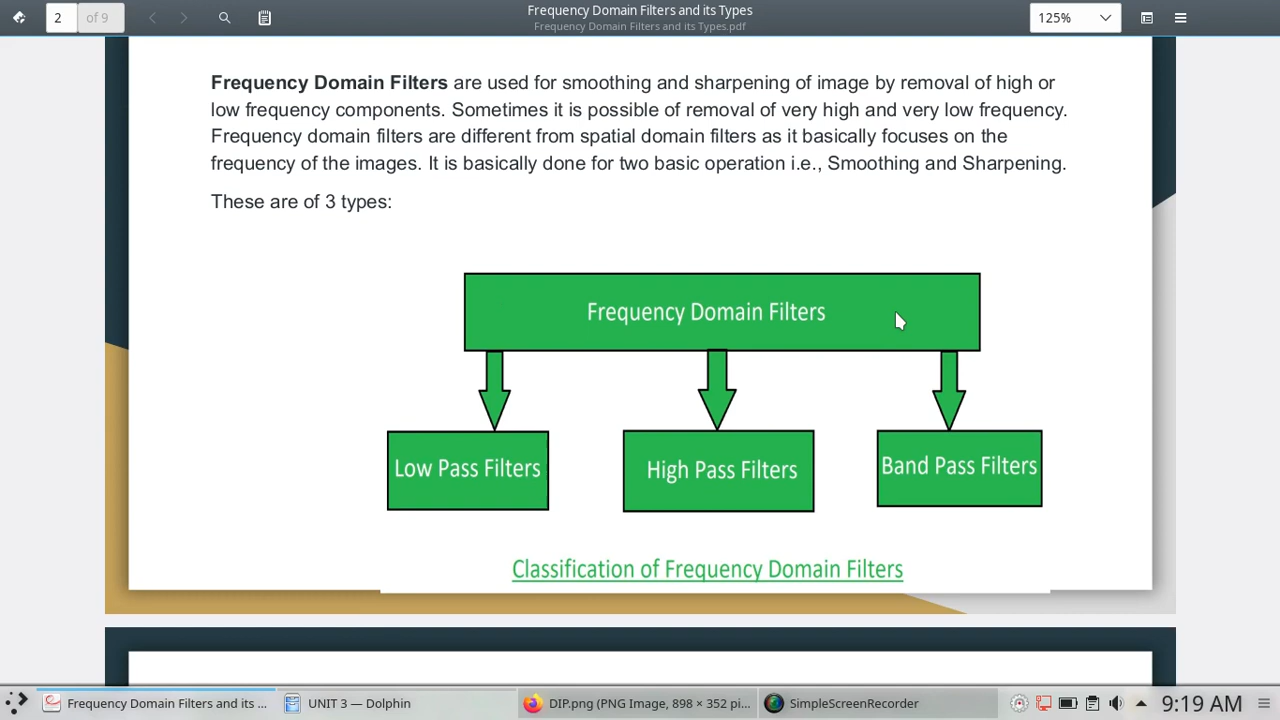 2 of 9
Frequency Domain Filters and its Types
Frequency Domain Filters and its Types.pdf
125%
Frequency Domain Filters are used for smoothing and sharpening of image by removal of high or
low frequency components. Sometimes it is possible of removal of very high and very low frequency.
Frequency domain filters are different from spatial domain filters as it basically focuses on the
frequency of the images. It is basically done for two basic operation i.e., Smoothing and Sharpening.
These are of 3 types:
Frequency Domain Filters
Low Pass Filters High Pass Filters Band Pass Filters
Classification of Frequency Domain Filters
Frequency Domain Filters and its ... UNIT 3 — Dolphin DIP.png (PNG Image, 898 × 352 pi... SimpleScreenRecorder 9:19 AM